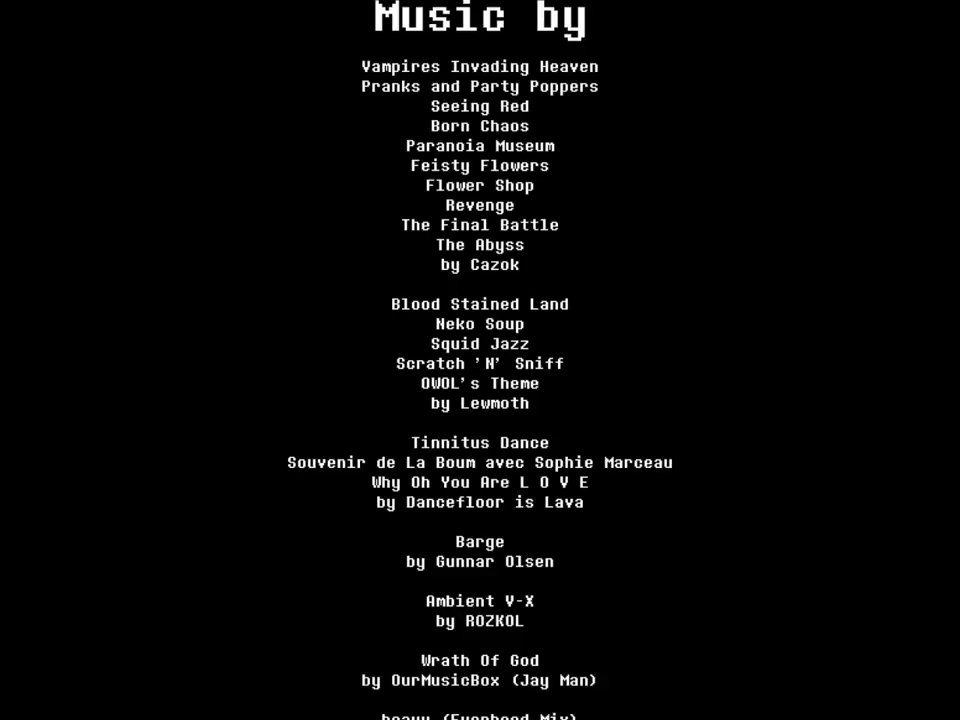 Music by
Vampires Invading Heaven
Pranks and Party Poppers
Seeing Red
Born Chaos
Paranoia Museum
Feisty Flowers
Flower Shop
Revenge
The Final Battle
The Abyss
by Cazok
Blood Stained Land
Neko Soup
Squid Jazz
Scratch 'N' Sniff
OWOL's Theme
by Lewmoth
Tinnitus Dance
Souvenir de La Boum avec Sophie Marceau
Why Oh You Are L O V E
by Dancefloor is Lava
Barge
by Gunnar Olsen
Ambient V-X
by ROZKOL
Wrath Of God
by OurMusicBox (Jay Man)
heavy Mix)